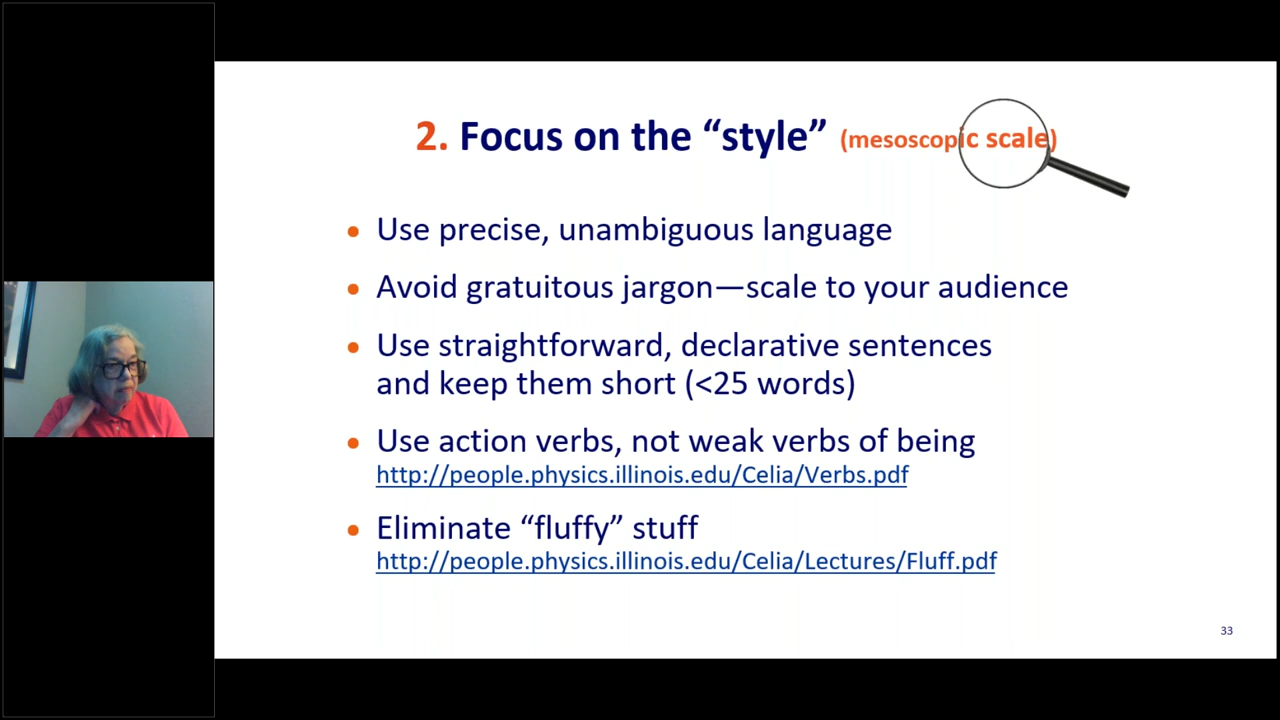 2. Focus on the “style” (mesoscopic scale)
• Use precise, unambiguous language
• Avoid gratuitous jargon—scale to your audience
• Use straightforward, declarative sentences
and keep them short (<25 words)
• Use action verbs, not weak verbs of being
http://people.physics.illinois.edu/Celia/Verbs.pdf
• Eliminate “fluffy” stuff
http://people.physics.illinois.edu/Celia/Lectures/Fluff.pdf
33